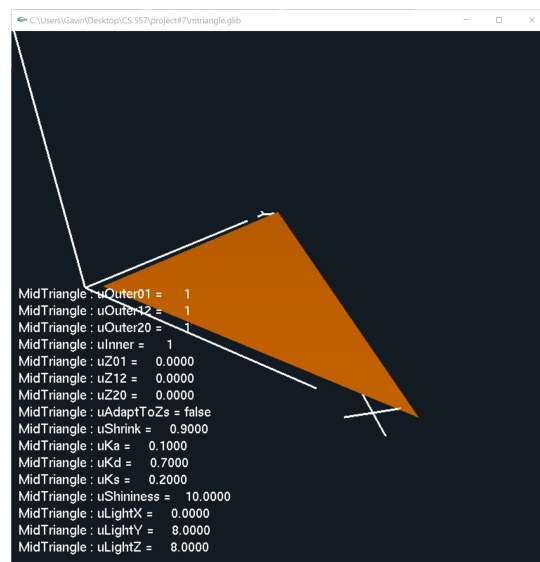 C:\Users\Gavin\Desktop\CS 557\project#7\mtriangle.glib
Y
X
MidTriangle : uOuter01 = 1
MidTriangle : uOuter12 = 1
MidTriangle : uOuter20 = 1
MidTriangle : uInner = 1
MidTriangle : uZ01 = 0.0000
MidTriangle : uZ12 = 0.0000
MidTriangle : uZ20 = 0.0000
MidTriangle : uAdaptToZs = false
MidTriangle : uShrink = 0.9000
MidTriangle : uKa = 0.1000
MidTriangle : uKd = 0.7000
MidTriangle : uKs = 0.2000
MidTriangle : uShininess = 10.0000
MidTriangle : uLightX = 0.0000
MidTriangle : uLightY = 8.0000
MidTriangle : uLightZ = 8.0000